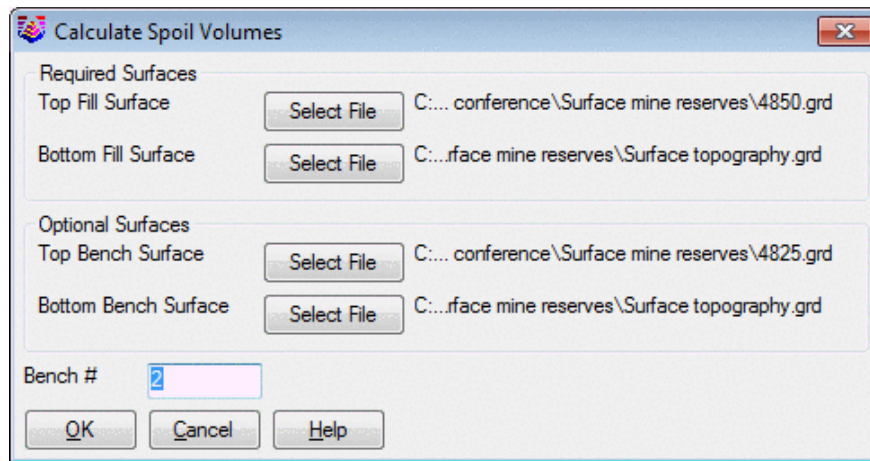 Calculate Spoil Volumes
Required Surfaces
Top Fill Surface Select File C:... conference\Surface mine reserves\4850.grd
Bottom Fill Surface Select File C:...rface mine reserves\Surface topography.grd
Optional Surfaces
Top Bench Surface Select File C:... conference\Surface mine reserves\4825.grd
Bottom Bench Surface Select File C:...rface mine reserves\Surface topography.grd
Bench # 2
OK Cancel Help